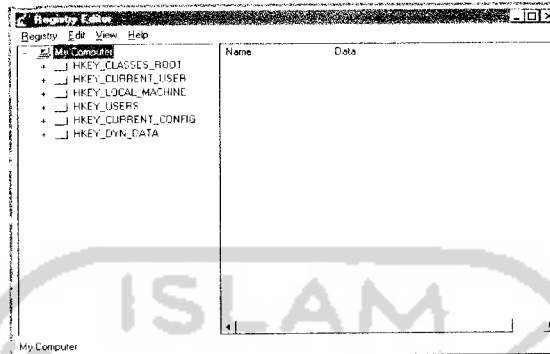 Registry Editor
Registry Edit View Help
My Computer
HKEY_CLASSES_ROOT
HKEY_CURRENT_USER
HKEY_LOCAL_MACHINE
HKEY_USERS
HKEY_CURRENT_CONFIG
HKEY_DYN_DATA
Name Data
ISLAM
My Computer